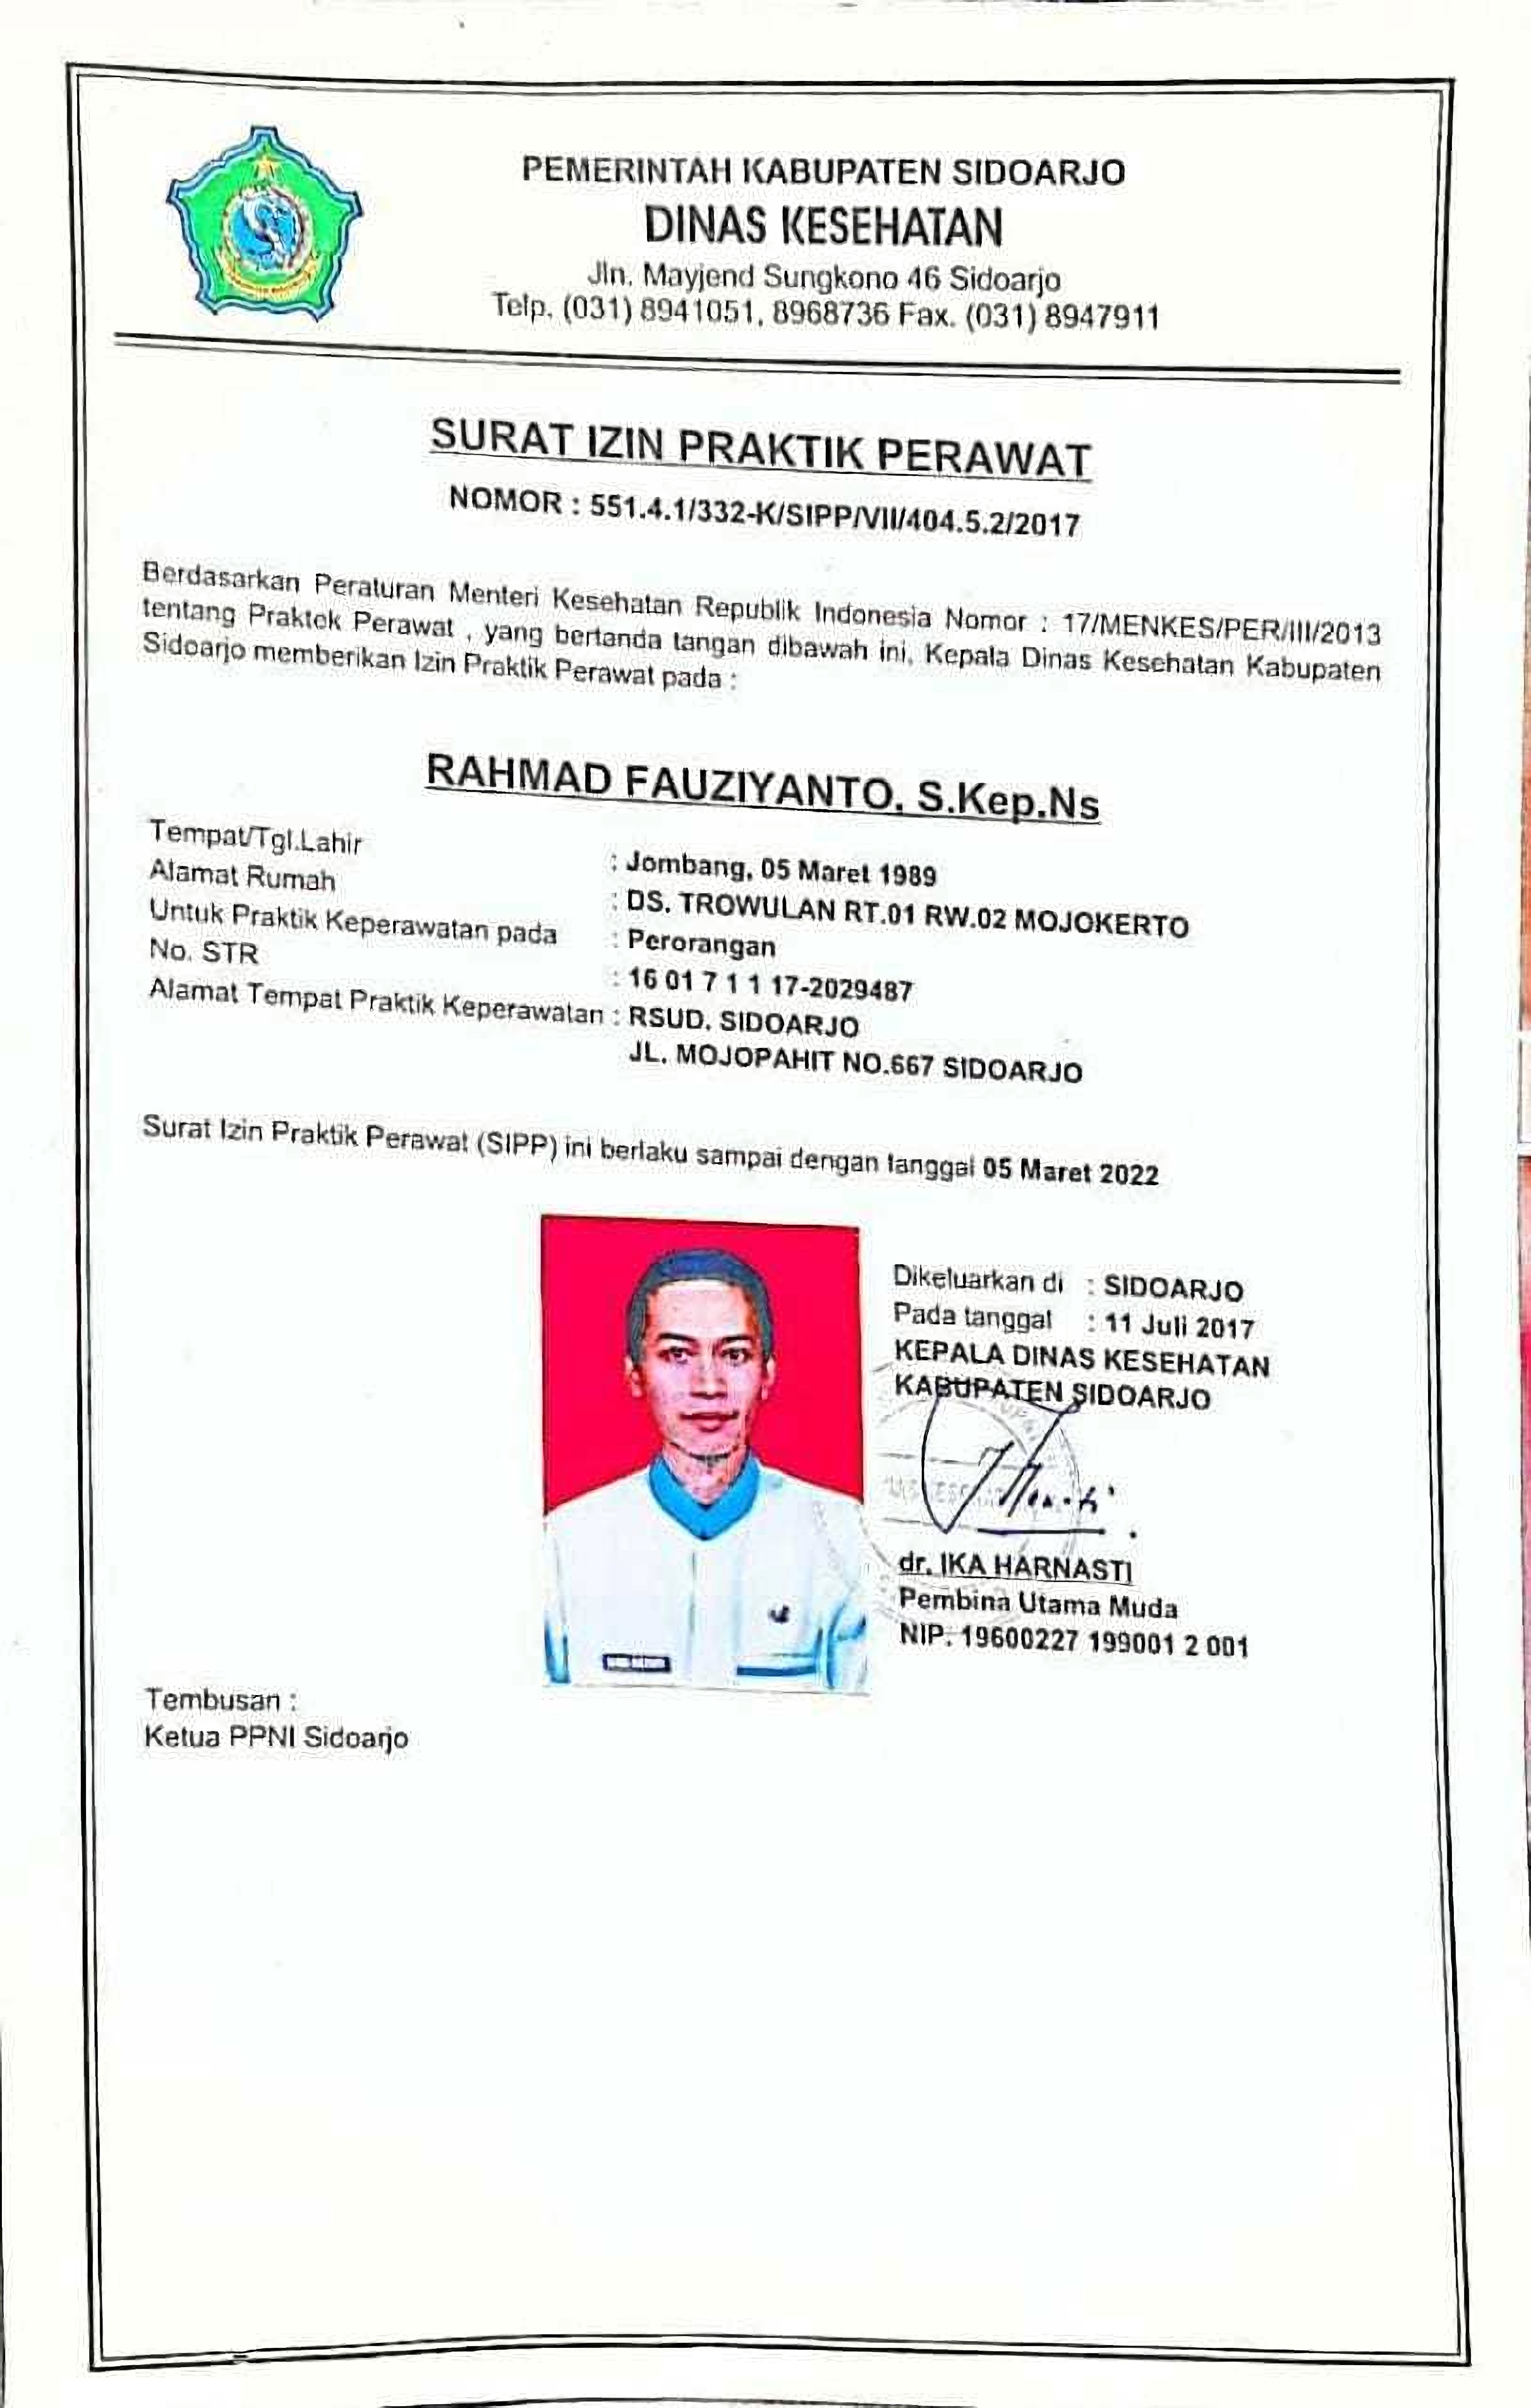 PEMERINTAH KABUPATEN SIDOARJO
DINAS KESEHATAN
Jln. Mayjend Sungkono 46 Sidoarjo
Telp. (031) 8941051, 8968736 Fax. (031) 8947911
SURAT IZIN PRAKTIK PERAWAT
NOMOR : 551.4.1/332-K/SIPP/VII/404.5.2/2017
Berdasarkan Peraturan Menteri Kesehatan Republik Indonesia Nomor : 17/MENKES/PER/III/2013
tentang Praktek Perawat , yang bertanda tangan dibawah ini, Kepala Dinas Kesehatan Kabupaten
Sidoarjo memberikan Izin Praktik Perawat pada :
RAHMAD FAUZIYANTO, S.Kep.Ns
Tempat/Tgl.Lahir : Jombang, 05 Maret 1989
Alamat Rumah : DS. TROWULAN RT.01 RW.02 MOJOKERTO
Untuk Praktik Keperawatan pada : Perorangan
No. STR : 16 01 7 1 1 17-2029487
Alamat Tempat Praktik Keperawatan : RSUD. SIDOARJO
JL. MOJOPAHIT NO.667 SIDOARJO
Surat Izin Praktik Perawat (SIPP) ini berlaku sampai dengan tanggal 05 Maret 2022
Dikeluarkan di : SIDOARJO
Pada tanggal : 11 Juli 2017
KEPALA DINAS KESEHATAN
KABUPATEN SIDOARJO
dr. IKA HARNASTI
Pembina Utama Muda
NIP. 19600227 199001 2 001
Tembusan :
Ketua PPNI Sidoarjo